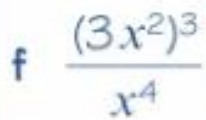 f (3x²)³
x⁴